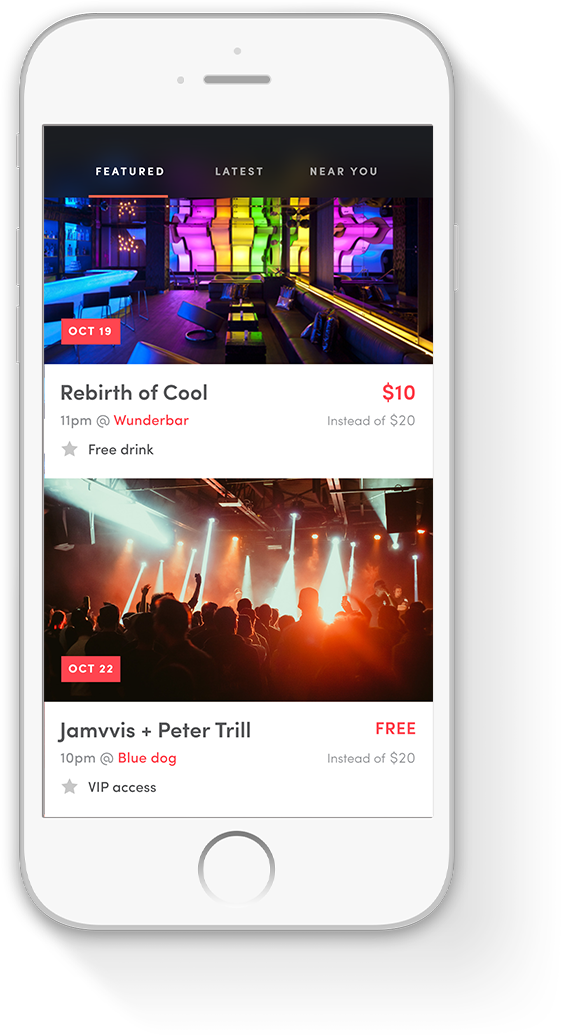 FEATURED LATEST NEAR YOU
OCT 19
Rebirth of Cool $10
11pm @ Wunderbar Instead of $20
Free drink
OCT 22
Jamvvis + Peter Trill FREE
10pm @ Blue dog Instead of $20
VIP access